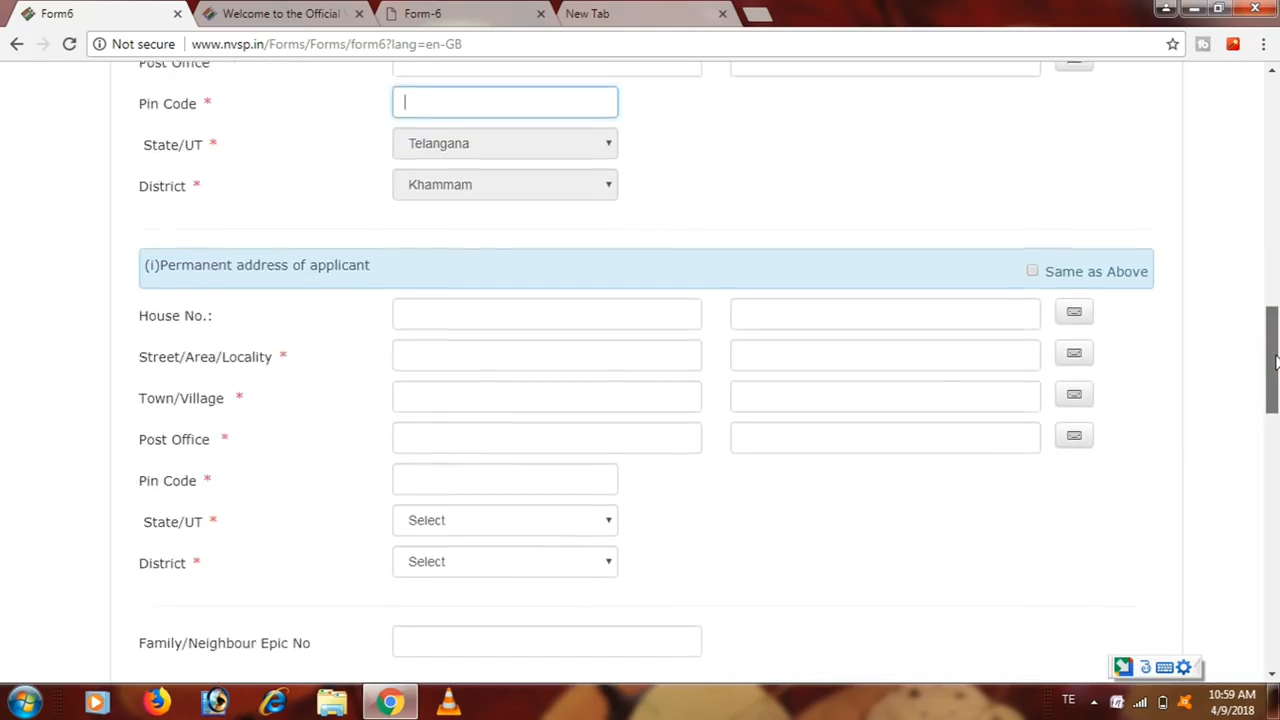 Form6
Welcome to the Official
Form-6
New Tab
Not secure
www.nvsp.in/Forms/Forms/form6?lang=en-GB
Post Office
Pin Code *
State/UT *
Telangana
District *
Khammam
(i)Permanent address of applicant
Same as Above
House No.:
Street/Area/Locality *
Town/Village *
Post Office *
Pin Code *
State/UT *
Select
District *
Select
Family/Neighbour Epic No
TE
10:59 AM
4/9/2018